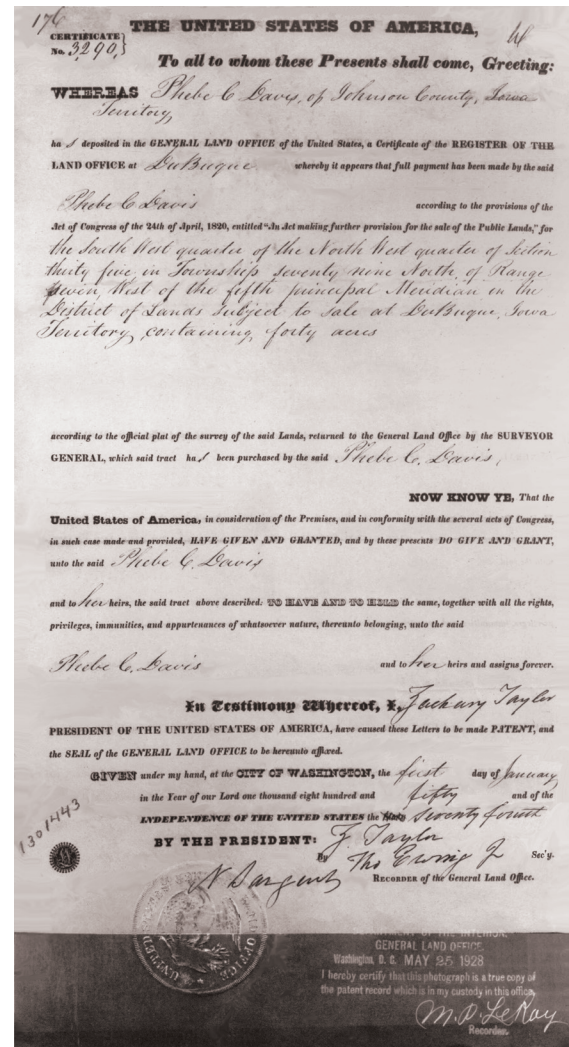 176
THE UNITED STATES OF AMERICA,
CERTIFICATE
No. 3290,
To all to whom these Presents shall come, Greeting:
WHEREAS Phebe C Davis, of Johnson County, Iowa
Territory,
ha s deposited in the GENERAL LAND OFFICE of the United States, a Certificate of the REGISTER OF THE
LAND OFFICE at DuBuque whereby it appears that full payment has been made by the said
Phebe C Davis according to the provisions of the
Act of Congress of the 24th of April, 1820, entitled "An Act making further provision for the sale of the Public Lands," for
the South West quarter of the North West quarter of Section
thirty five in Township seventy nine North, of Range
seven, West of the fifth principal Meridian in the
District of Lands subject to sale at DuBuque, Iowa
Territory, containing, forty acres
according to the official plat of the survey of the said Lands, returned to the General Land Office by the SURVEYOR
GENERAL, which said tract ha s been purchased by the said Phebe C. Davis,
NOW KNOW YE, That the
United States of America, in consideration of the Premises, and in conformity with the several acts of Congress,
in such case made and provided, HAVE GIVEN AND GRANTED, and by these presents DO GIVE AND GRANT,
unto the said Phebe C. Davis
and to her heirs, the said tract above described: TO HAVE AND TO HOLD the same, together with all the rights,
privileges, immunities, and appurtenances of whatsoever nature, thereunto belonging, unto the said
Phebe C. Davis and to her heirs and assigns forever.
In Testimony Whereof, I, Zachary Taylor
PRESIDENT OF THE UNITED STATES OF AMERICA, have caused these Letters to be made PATENT, and
the SEAL of the GENERAL LAND OFFICE to be hereunto affixed.
GIVEN under my hand, at the CITY OF WASHINGTON, the first day of January
in the Year of our Lord one thousand eight hundred and fifty and of the
INDEPENDENCE OF THE UNITED STATES the Seventy fourth
1301443
BY THE PRESIDENT: Z Taylor
By Tho Ewing Jr Sec'y.
N Sargent RECORDER of the General Land Office.
DEPARTMENT OF THE INTERIOR,
GENERAL LAND OFFICE,
Washington, D. C. MAY 25 1928
I hereby certify that this photograph is a true copy of
the patent record which is in my custody in this office,
M. P. LeRoy
Recorder.